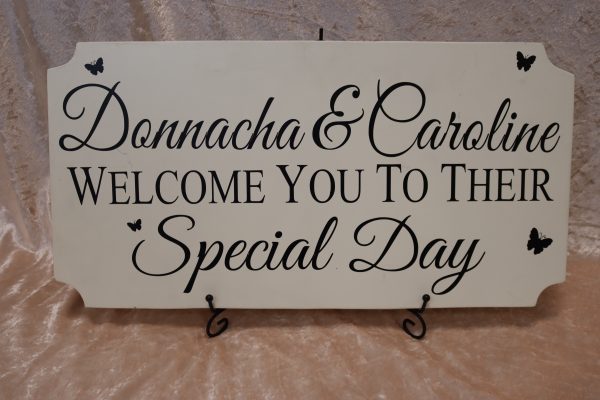 Donnacha & Caroline
WELCOME YOU TO THEIR
Special Day